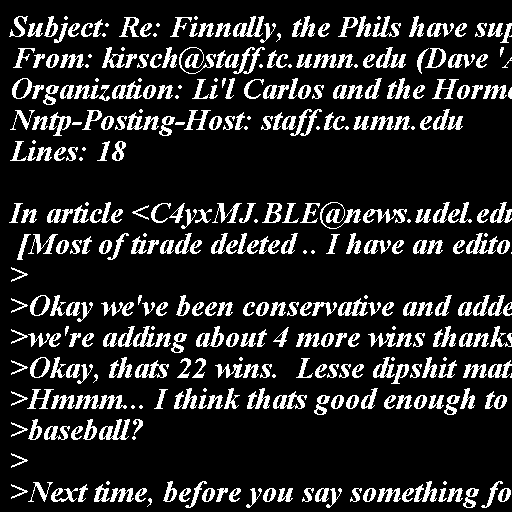 Subject: Re: Finnally, the Phils have sup
From: kirsch@staff.tc.umn.edu (Dave 'A
Organization: Li'l Carlos and the Horm
Nntp-Posting-Host: staff.tc.umn.edu
Lines: 18

In article <C4yxMJ.BLE@news.udel.edu
[Most of tirade deleted .. I have an edito
>
>Okay we've been conservative and adde
>we're adding about 4 more wins thanks
>Okay, thats 22 wins.  Lesse dipshit mat
>Hmmm... I think thats good enough to
>baseball?
>
>Next time, before you say something fo